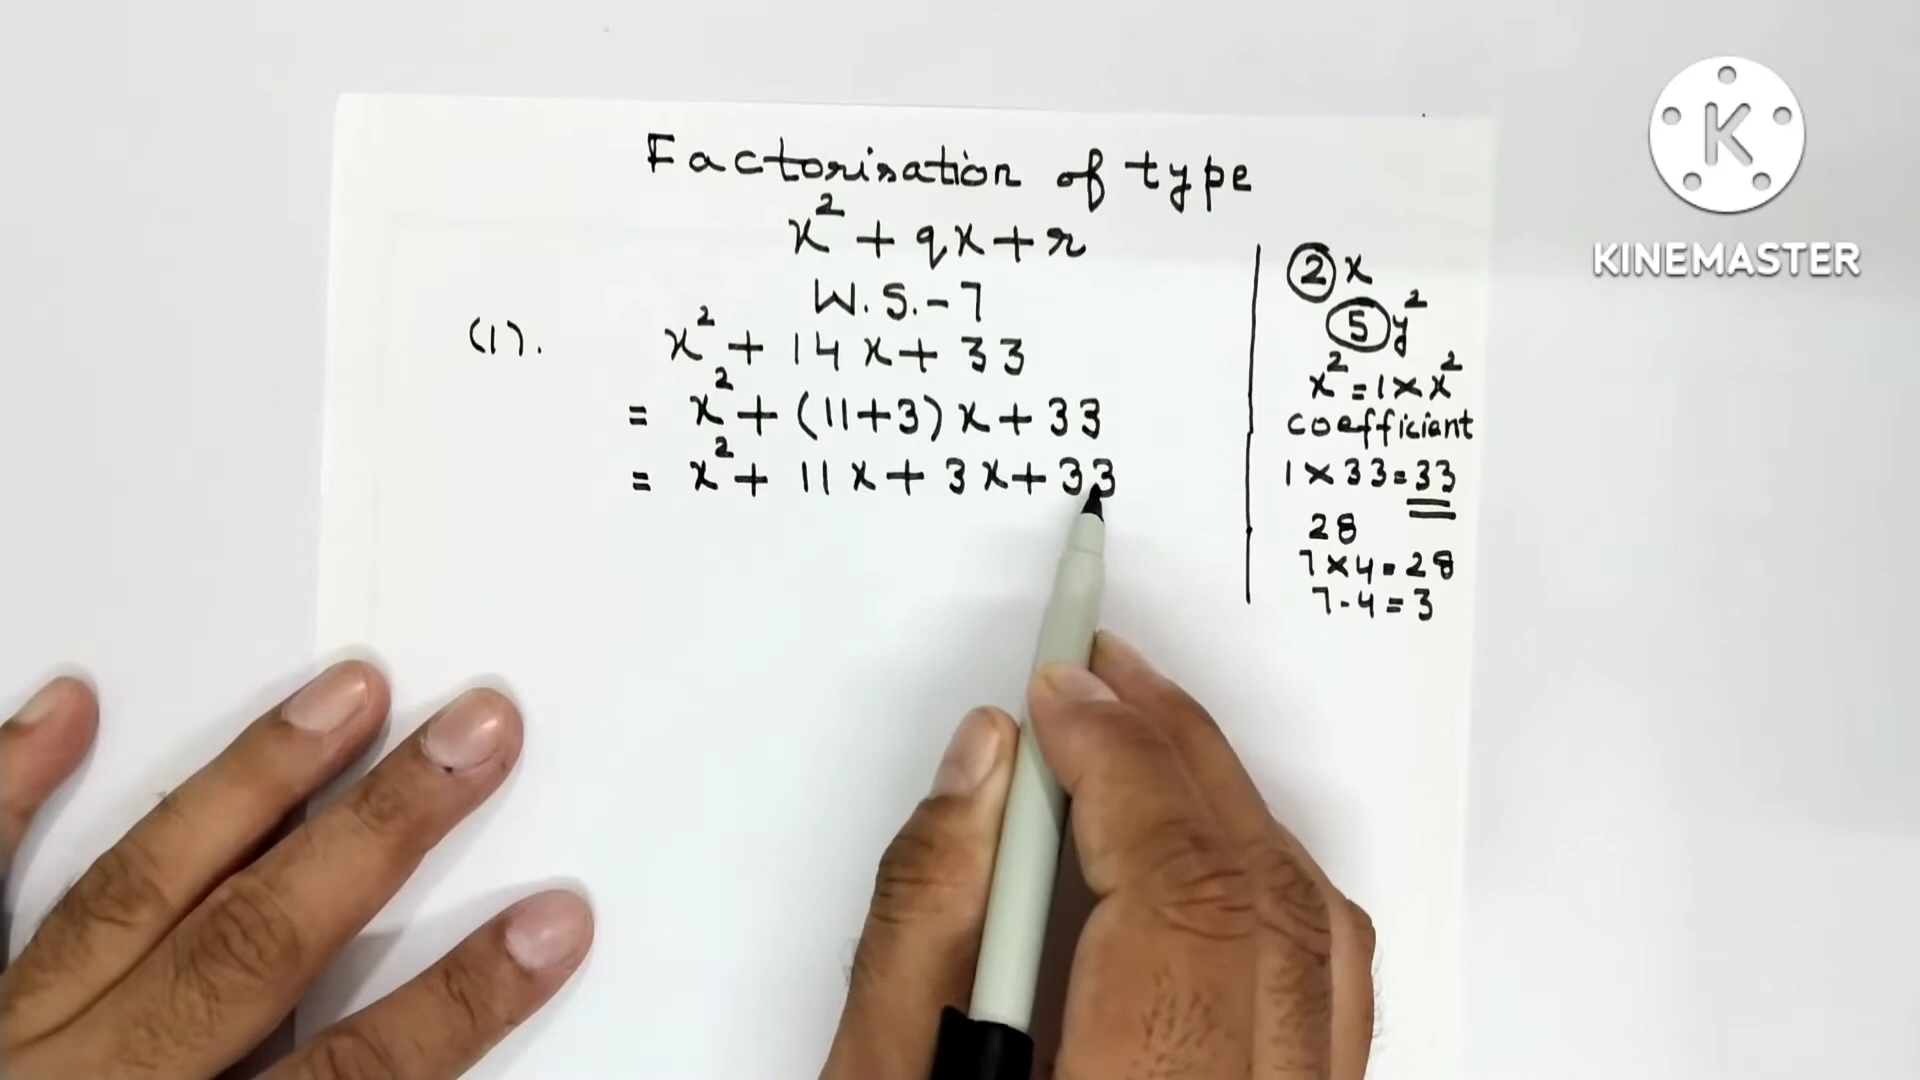 Factorisation of type
x² + qx + r
W.S.-7
(1). x² + 14x + 33
= x² + (11+3)x + 33
= x² + 11x + 3x + 33
2x
5y²
x² = 1 × x²
coefficient
1 × 33 = 33
28
7 × 4 = 28
7 - 4 = 3
K
KINEMASTER